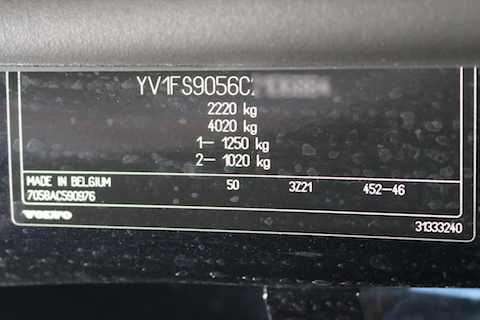 YV1FS9056C2
2220 kg
4020 kg
1– 1250 kg
2– 1020 kg
MADE IN BELGIUM 50 3Z21 452–46
7058AC590976
VOLVO 31333240